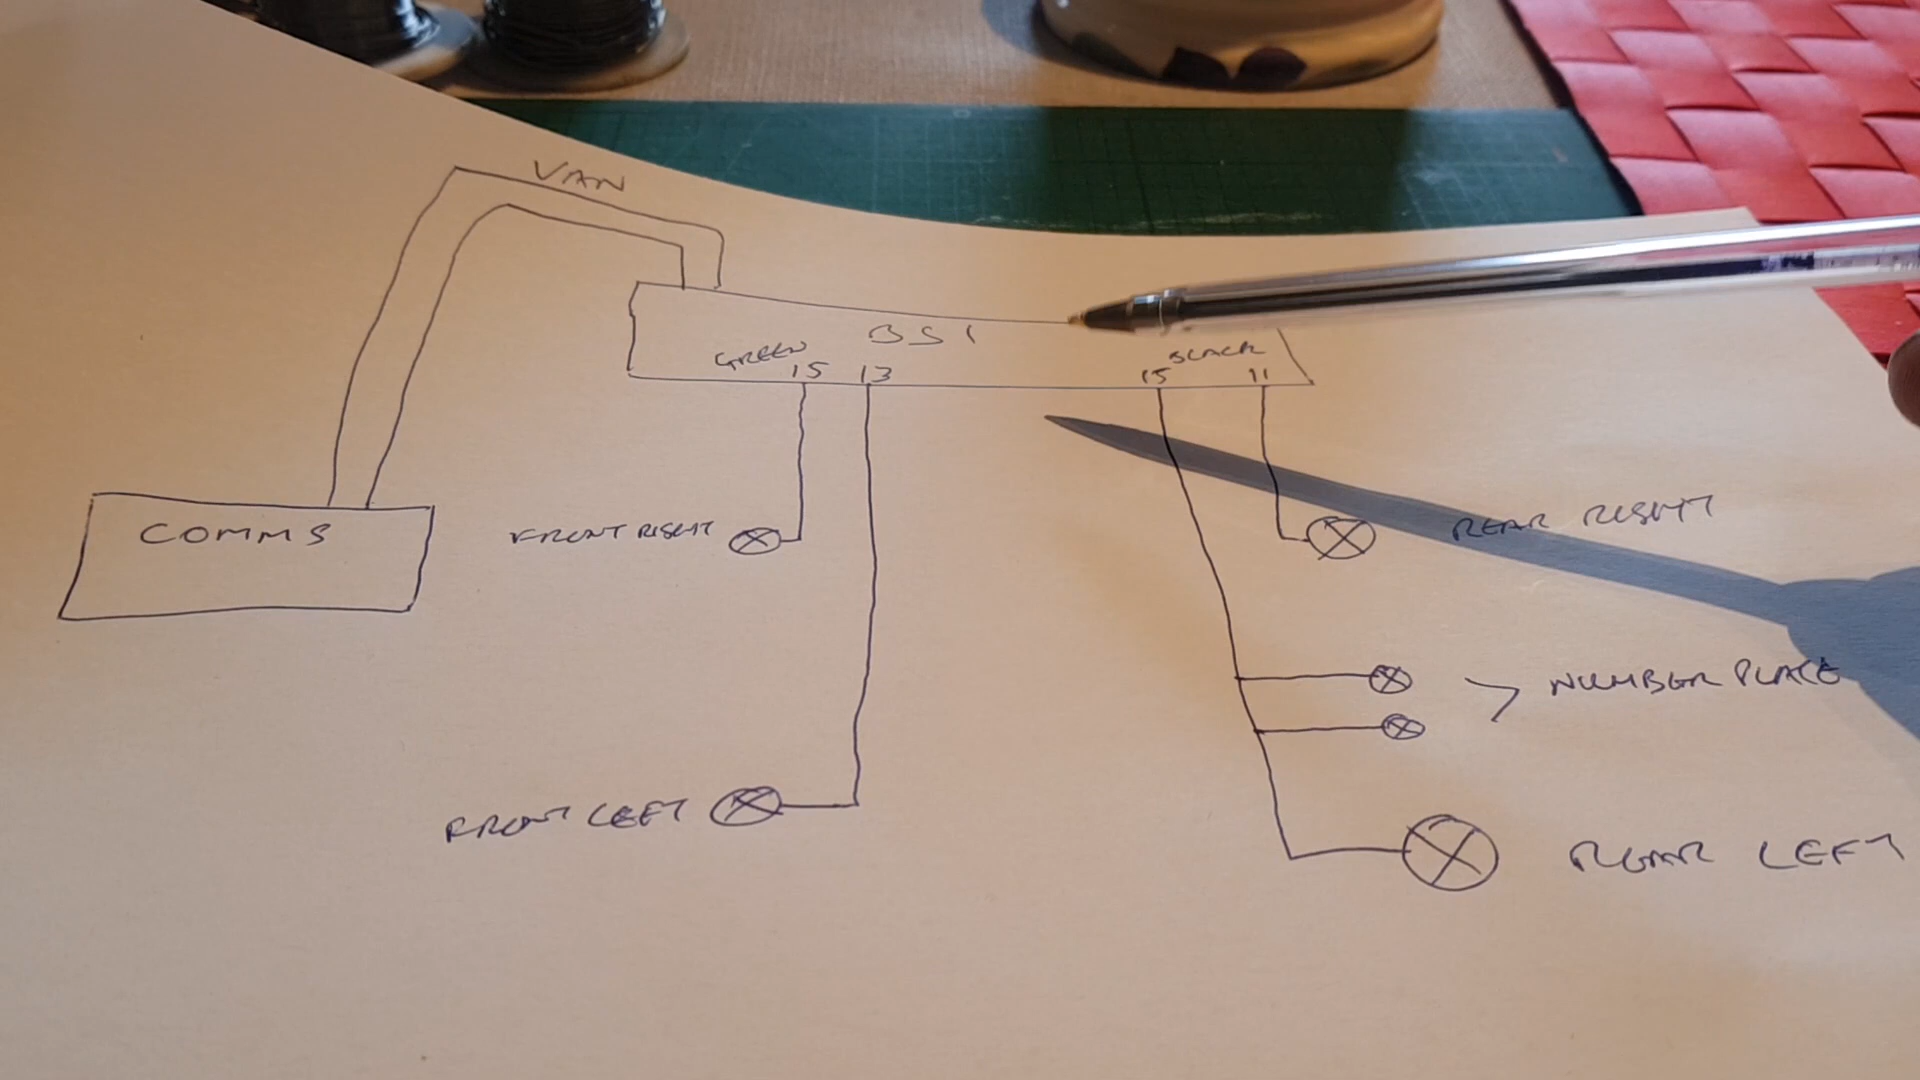 VAN
BSI
GREEN
BLACK
15 13
15 11
COMMS
FRONT RIGHT
REAR RIGHT
NUMBER PLATE
FRONT LEFT
REAR LEFT